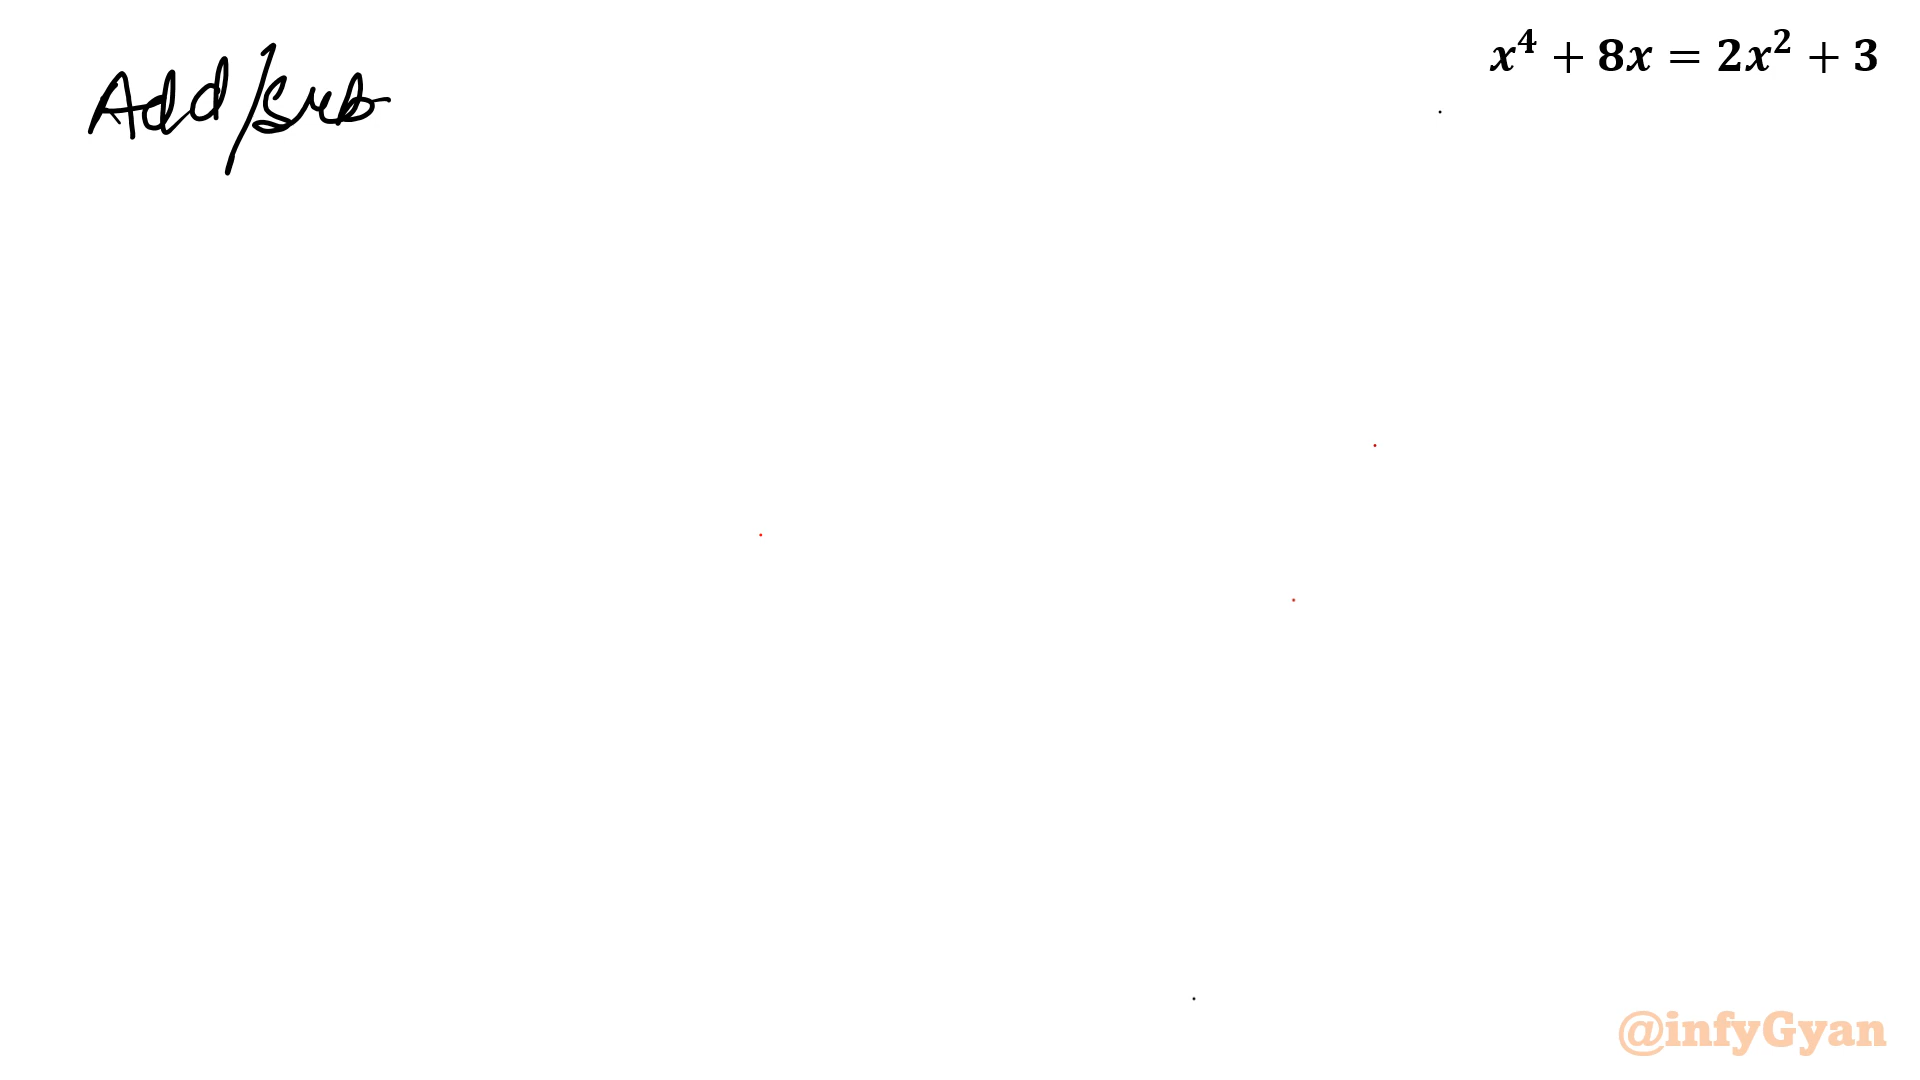 Add/sub
x⁴ + 8x = 2x² + 3
@infyGyan